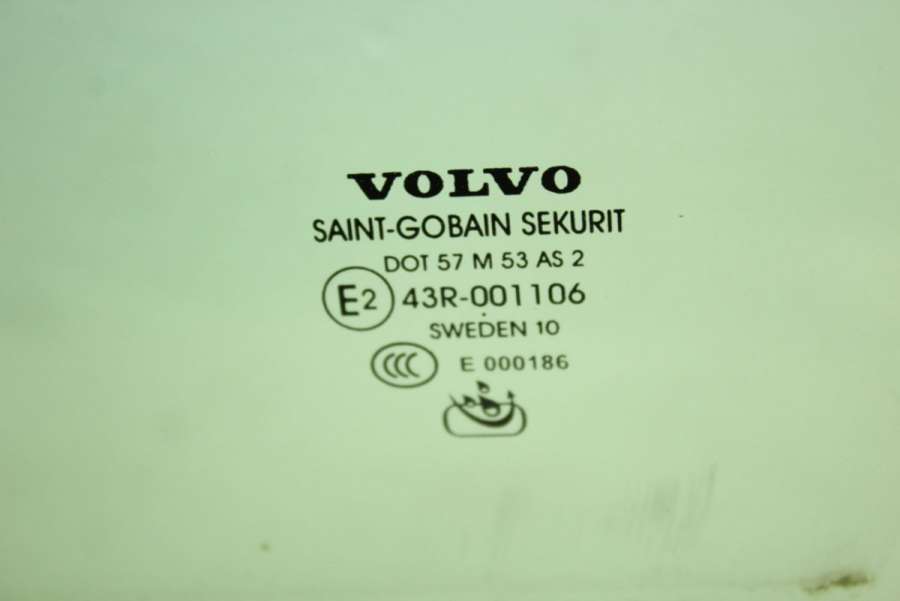 VOLVO
SAINT-GOBAIN SEKURIT
DOT 57 M 53 AS 2
E2 43R-001106
SWEDEN 10
CCC E 000186